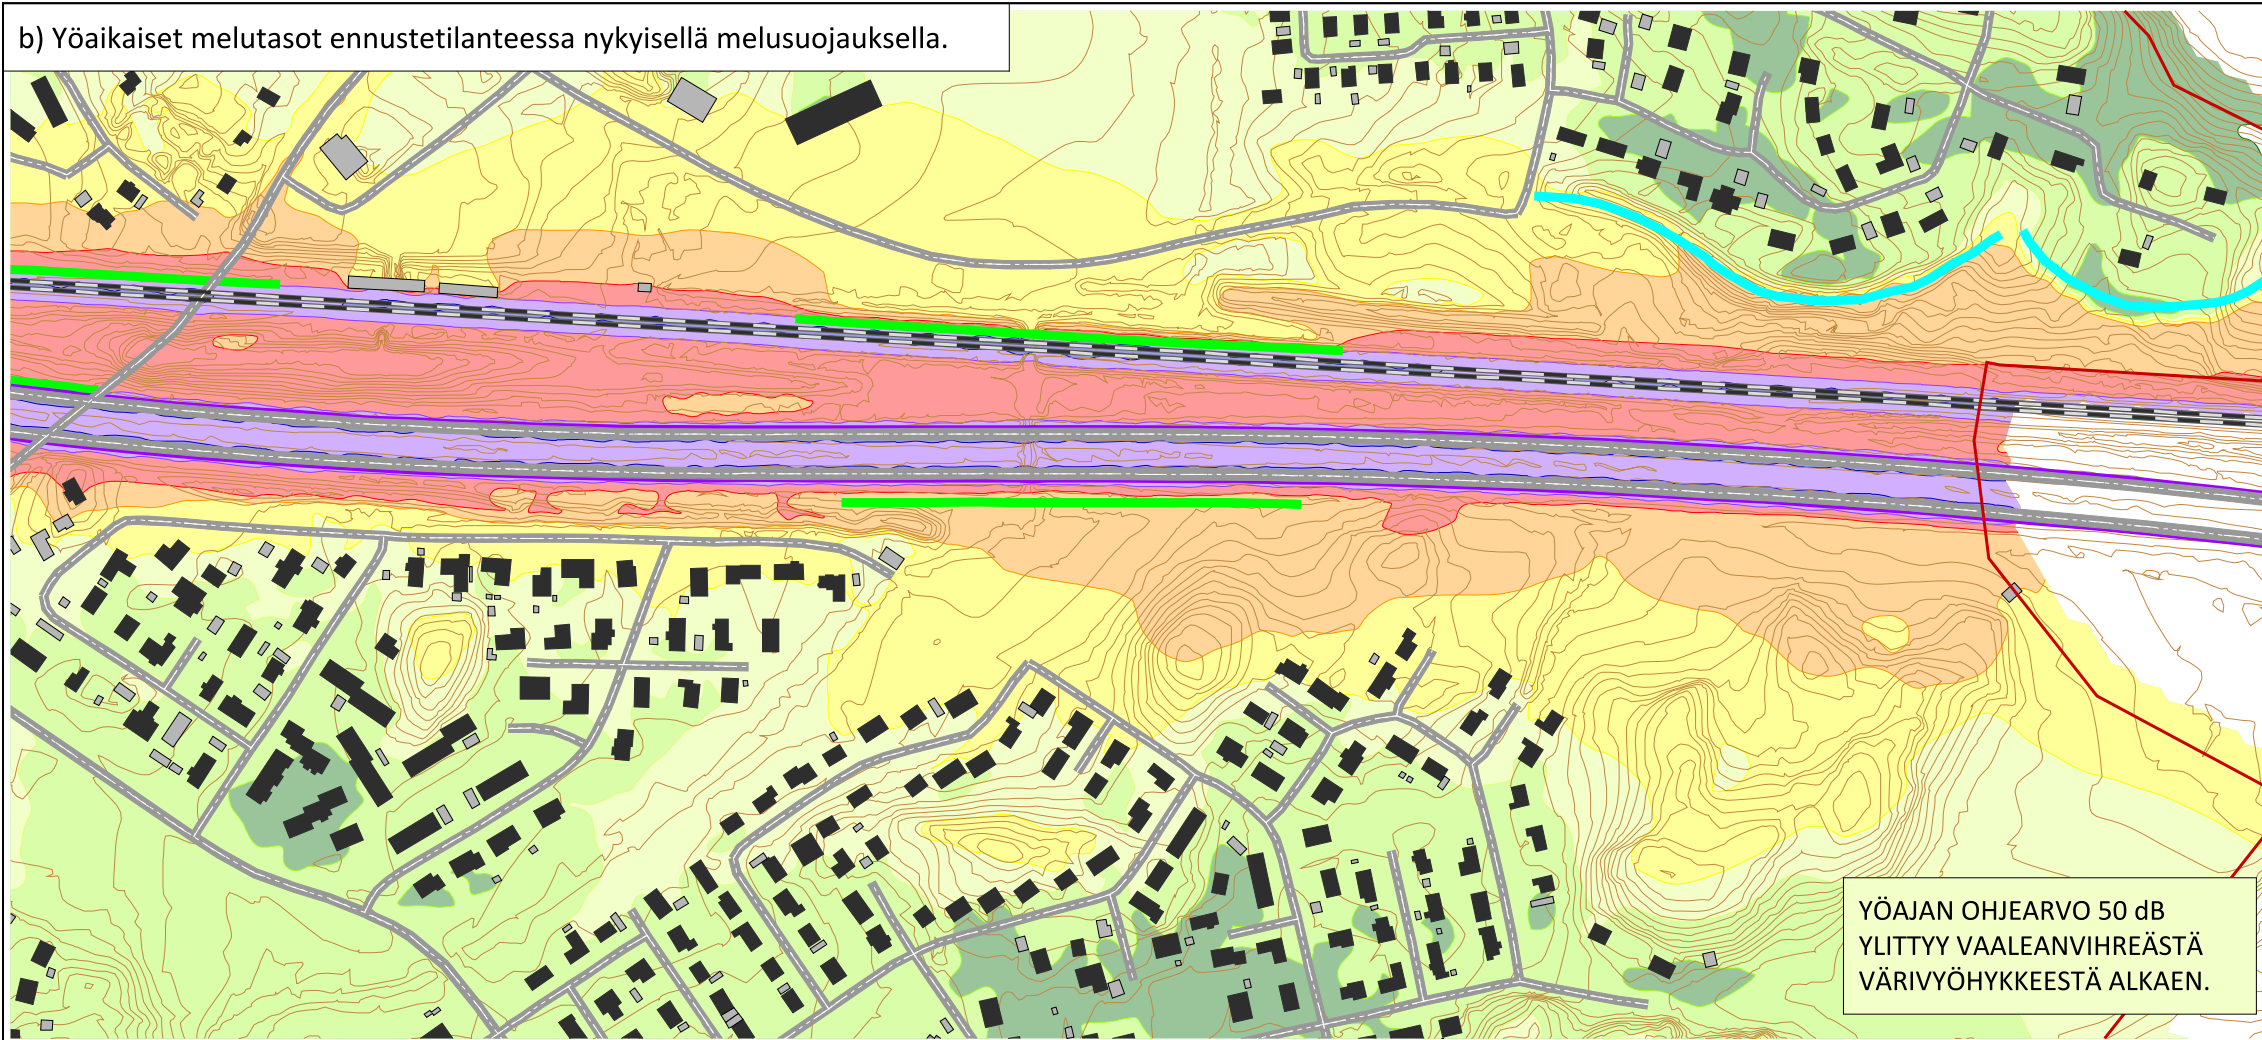 b) Yöaikaiset melutasot ennustetilanteessa nykyisellä melusuojauksella.
YÖAJAN OHJEARVO 50 dB
YLITTYY VAALEANVIHREÄSTÄ
VÄRIVYÖHYKKEESTÄ ALKAEN.